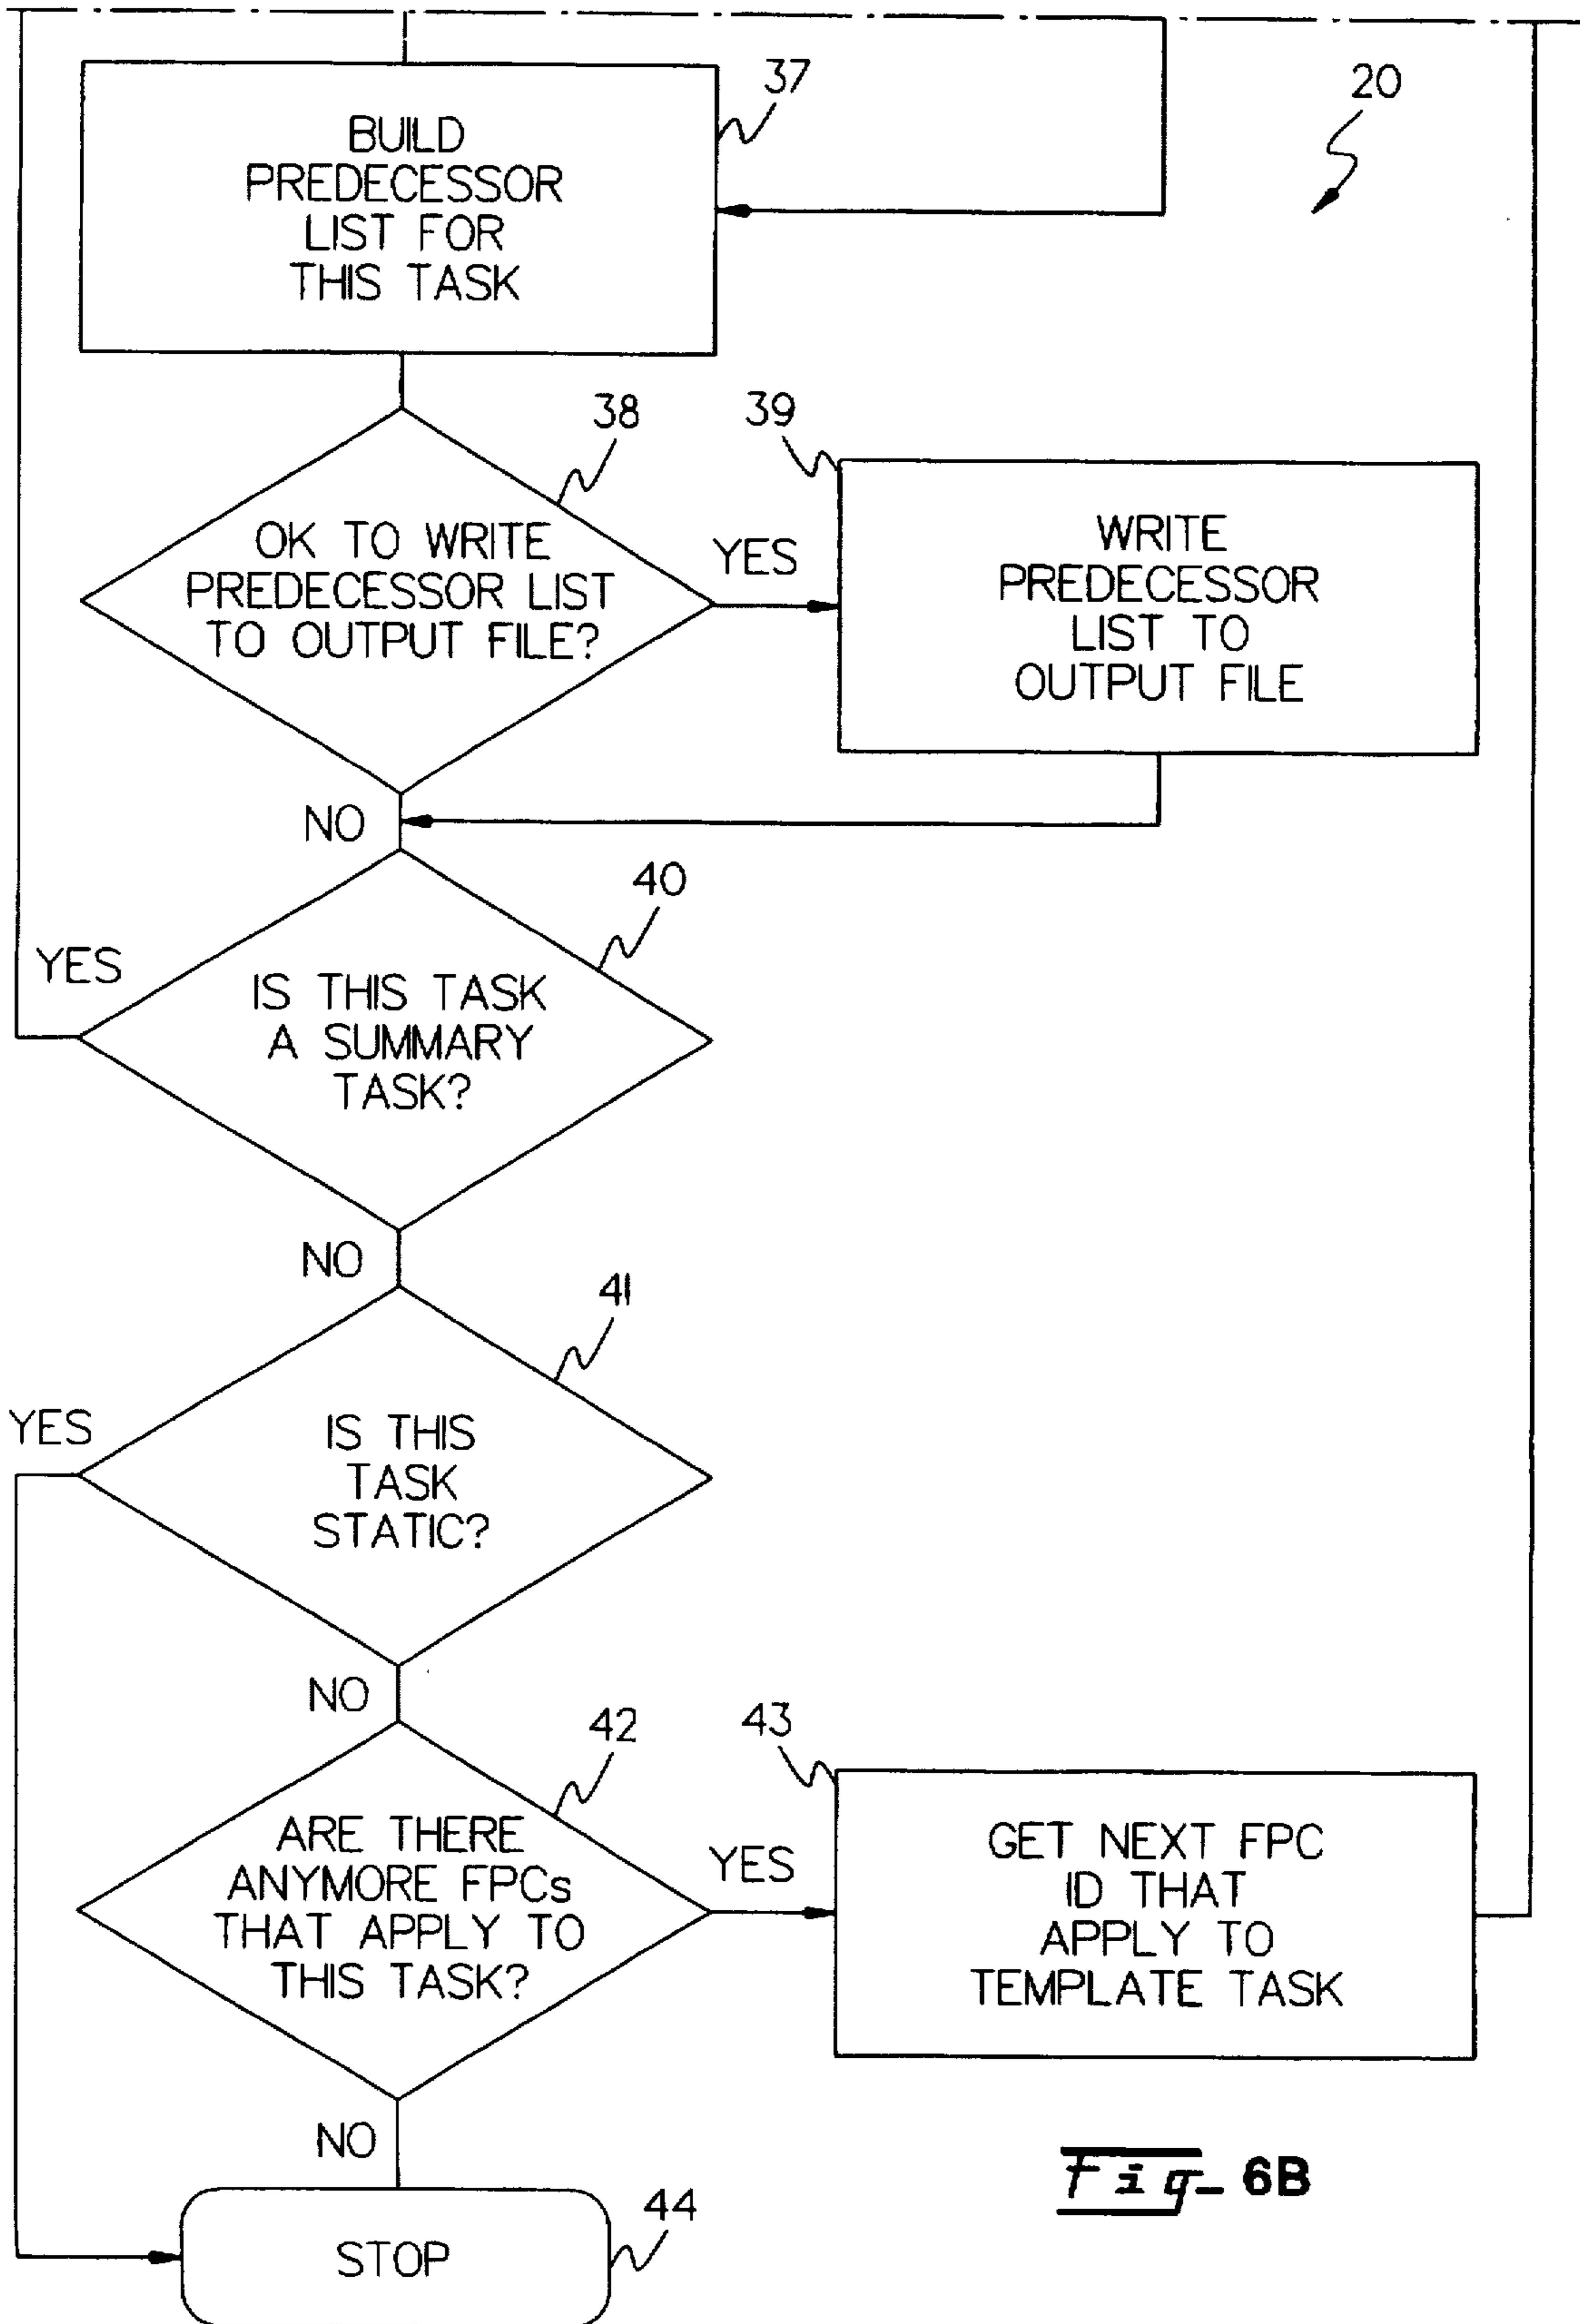 37
20
BUILD
PREDECESSOR
LIST FOR
THIS TASK
38
39
OK TO WRITE
PREDECESSOR LIST
TO OUTPUT FILE?
YES
WRITE
PREDECESSOR
LIST TO
OUTPUT FILE
NO
40
YES
IS THIS TASK
A SUMMARY
TASK?
NO
41
YES
IS THIS
TASK
STATIC?
NO
42
43
ARE THERE
ANYMORE FPCs
THAT APPLY TO
THIS TASK?
YES
GET NEXT FPC
ID THAT
APPLY TO
TEMPLATE TASK
NO
44
STOP
Fig_ 6B